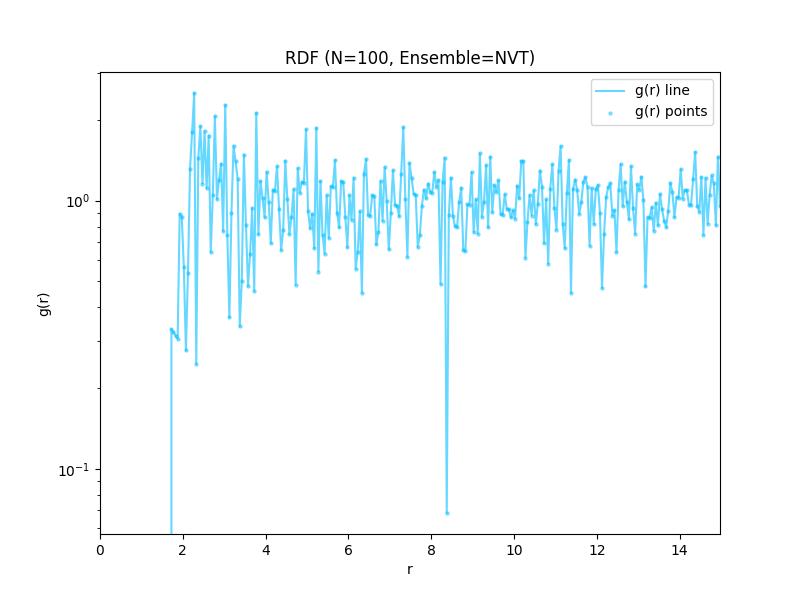 RDF (N=100, Ensemble=NVT)
g(r) line
g(r) points
10⁰
10⁻¹
g(r)
0 2 4 6 8 10 12 14
r